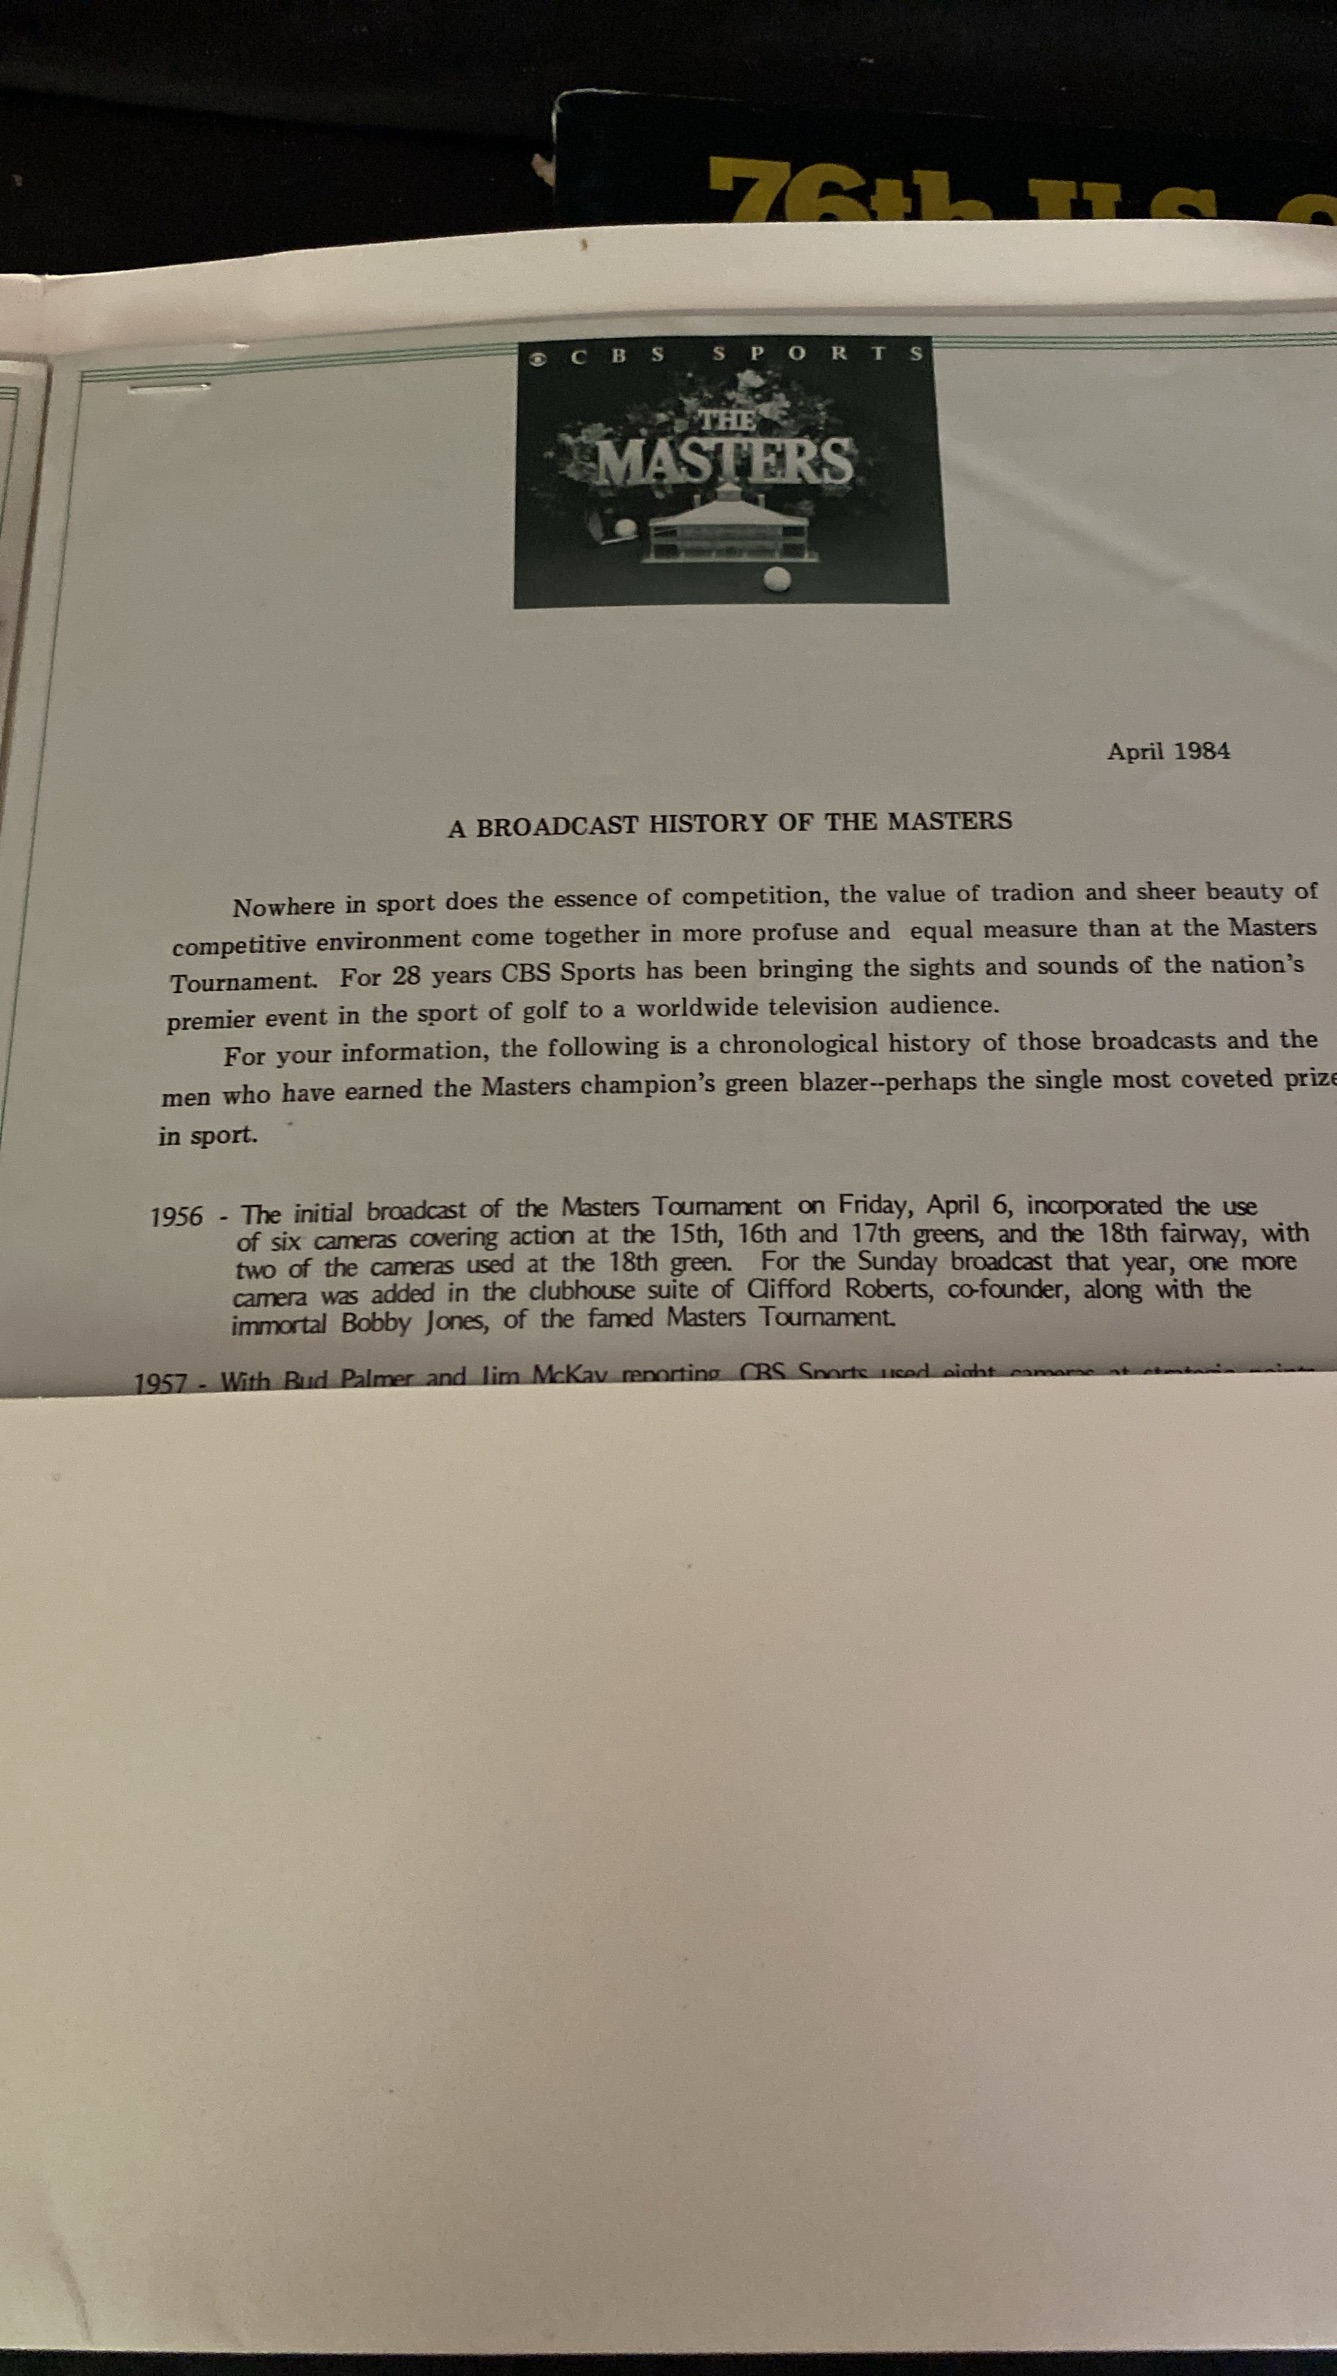 76th U.S.
CBS SPORTS
THE
MASTERS
April 1984
A BROADCAST HISTORY OF THE MASTERS
Nowhere in sport does the essence of competition, the value of tradion and sheer beauty of
competitive environment come together in more profuse and equal measure than at the Masters
Tournament. For 28 years CBS Sports has been bringing the sights and sounds of the nation's
premier event in the sport of golf to a worldwide television audience.
For your information, the following is a chronological history of those broadcasts and the
men who have earned the Masters champion's green blazer--perhaps the single most coveted prize
in sport.
1956 - The initial broadcast of the Masters Tournament on Friday, April 6, incorporated the use
of six cameras covering action at the 15th, 16th and 17th greens, and the 18th fairway, with
two of the cameras used at the 18th green. For the Sunday broadcast that year, one more
camera was added in the clubhouse suite of Clifford Roberts, co-founder, along with the
immortal Bobby Jones, of the famed Masters Tournament.
1957 - With Bud Palmer and Jim McKay reporting CBS Sports used eight cameras at strategic points